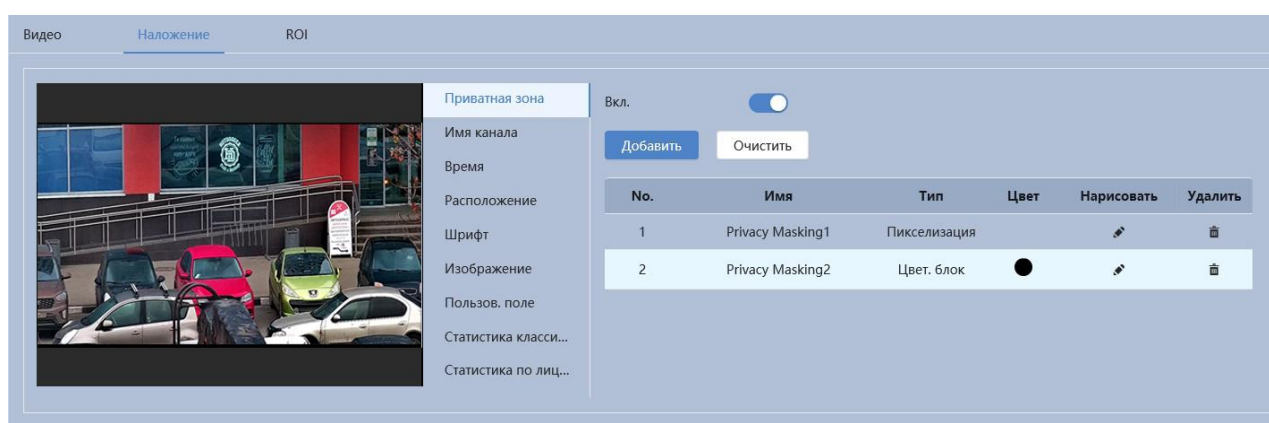 Видео Наложение ROI
Приватная зона
Имя канала
Время
Расположение
Шрифт
Изображение
Пользов. поле
Статистика класси...
Статистика по лиц...
Вкл.
Добавить Очистить
No. Имя Тип Цвет Нарисовать Удалить
1 Privacy Masking1 Пикселизация
2 Privacy Masking2 Цвет. блок